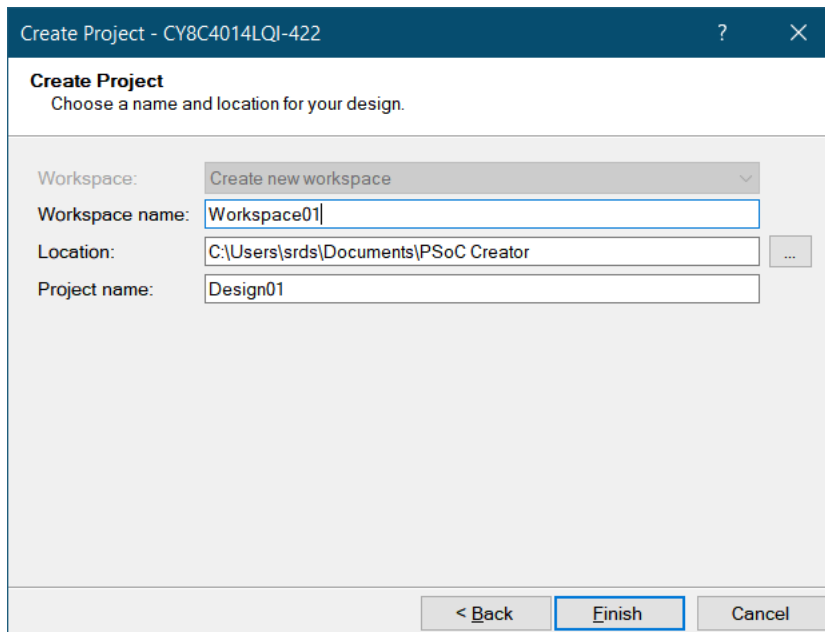 Create Project - CY8C4014LQI-422 ?
Create Project
Choose a name and location for your design.
Workspace: Create new workspace
Workspace name: Workspace01
Location: C:\Users\srds\Documents\PSoC Creator ...
Project name: Design01
< Back Finish Cancel